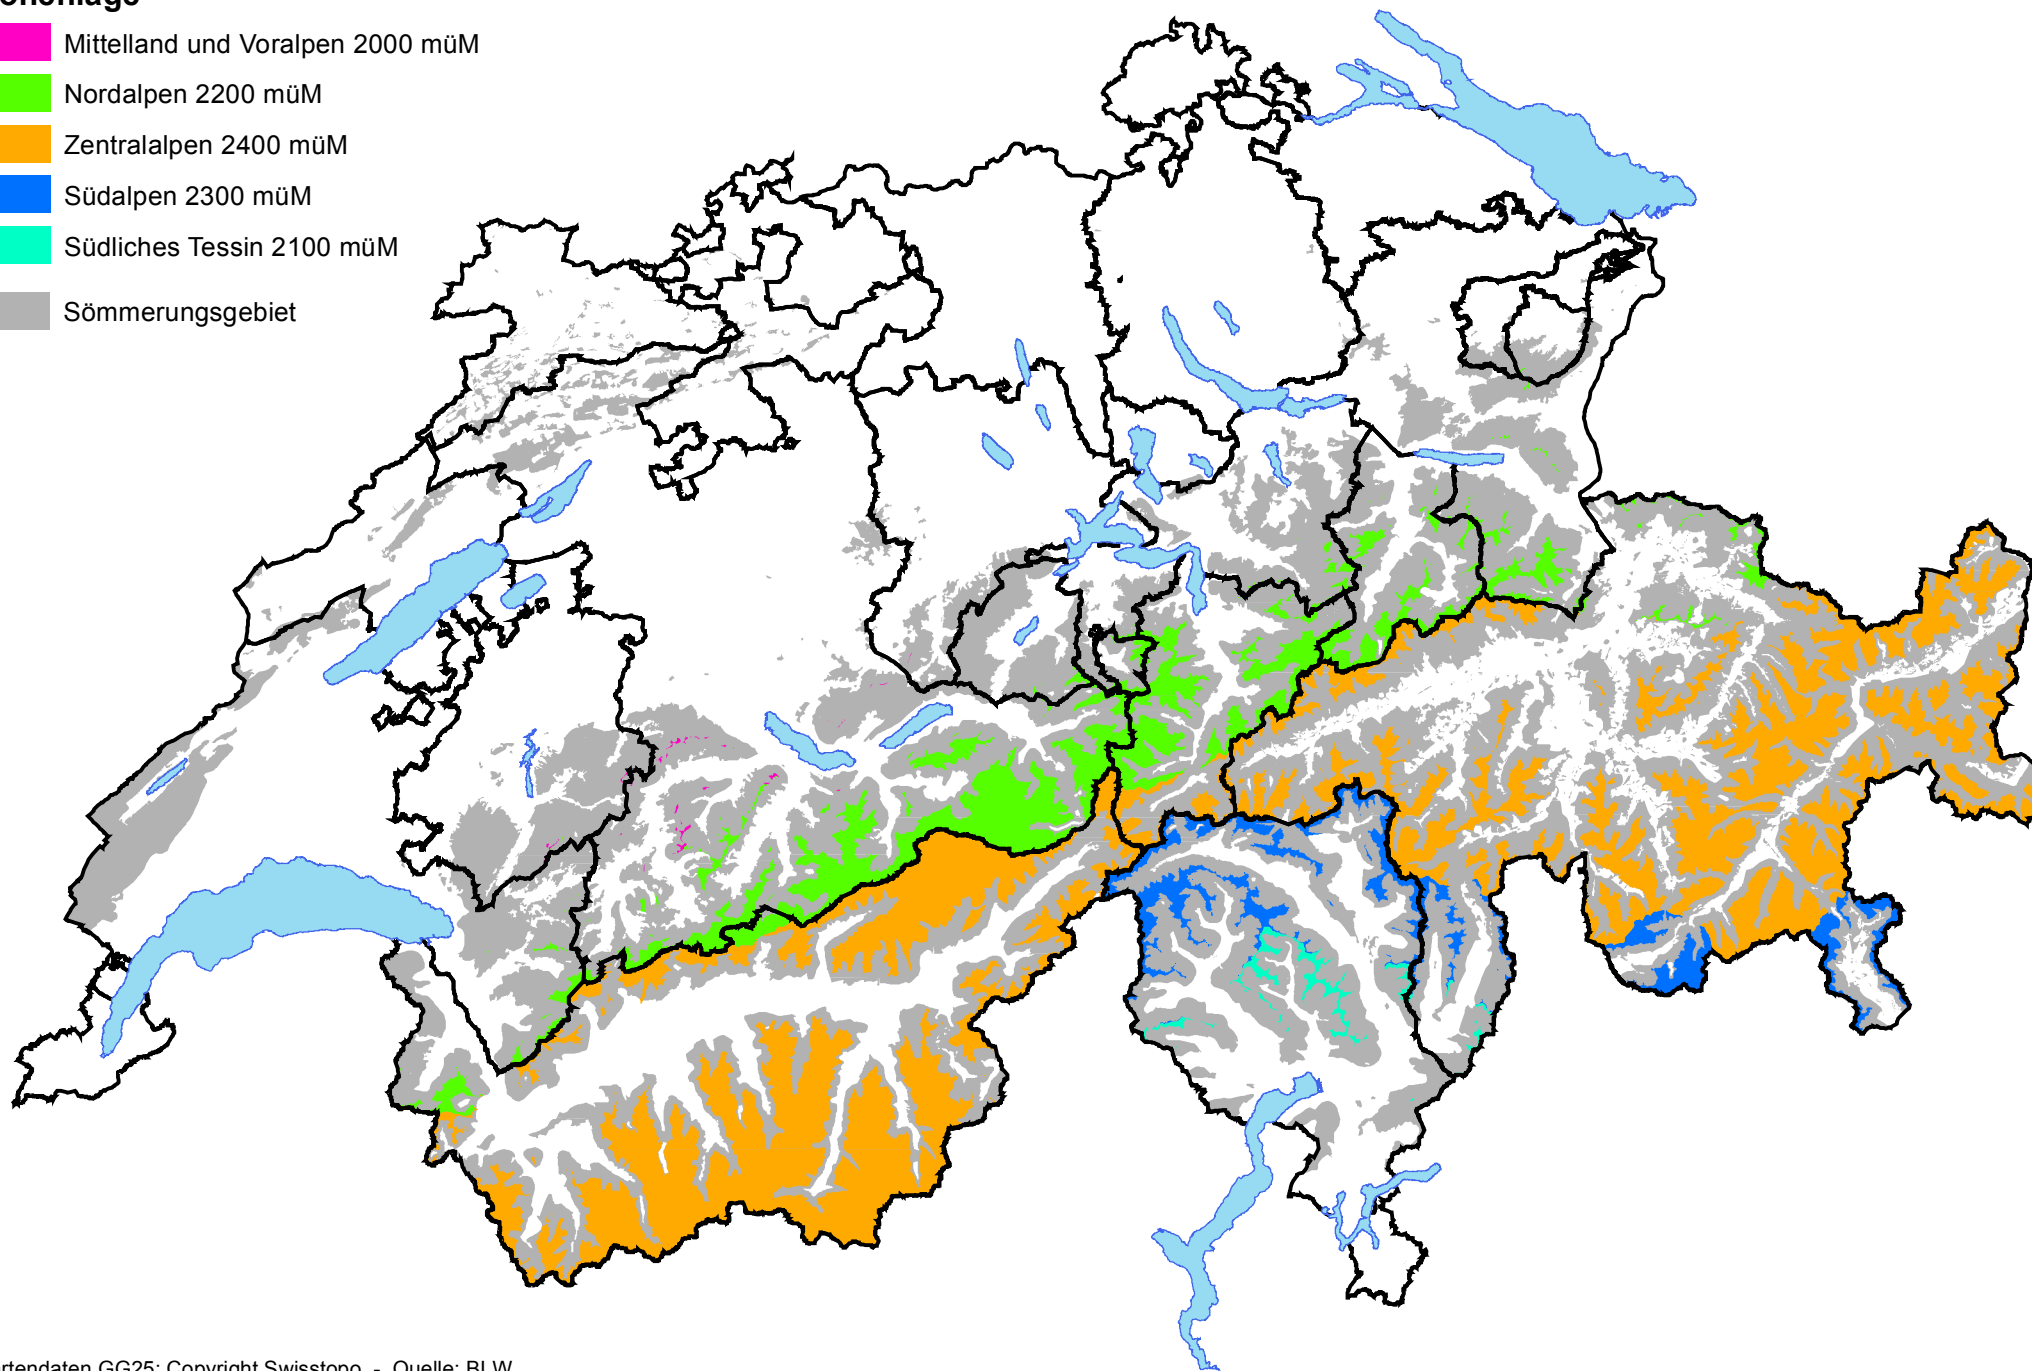 Mittelland und Voralpen 2000 müM
Nordalpen 2200 müM
Zentralalpen 2400 müM
Südalpen 2300 müM
Südliches Tessin 2100 müM
Sömmerungsgebiet
GG25: Copyright Swisstopo - Quelle: BLW